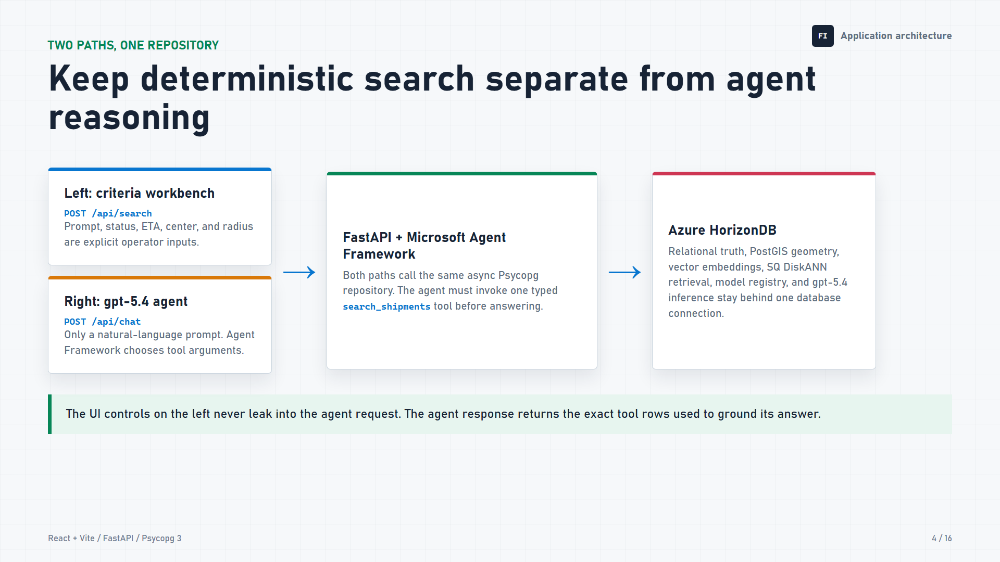 FI
Application architecture
TWO PATHS, ONE REPOSITORY
Keep deterministic search separate from agent
reasoning
Left: criteria workbench
POST /api/search
Prompt, status, ETA, center, and radius
are explicit operator inputs.
Right: gpt-5.4 agent
POST /api/chat
Only a natural-language prompt. Agent
Framework chooses tool arguments.
FastAPI + Microsoft Agent
Framework
Both paths call the same async Psycopg
repository. The agent must invoke one typed
search_shipments tool before answering.
Azure HorizonDB
Relational truth, PostGIS geometry,
vector embeddings, SQ DiskANN
retrieval, model registry, and gpt-5.4
inference stay behind one database
connection.
The UI controls on the left never leak into the agent request. The agent response returns the exact tool rows used to ground its answer.
React + Vite / FastAPI / Psycopg 3
4 / 16